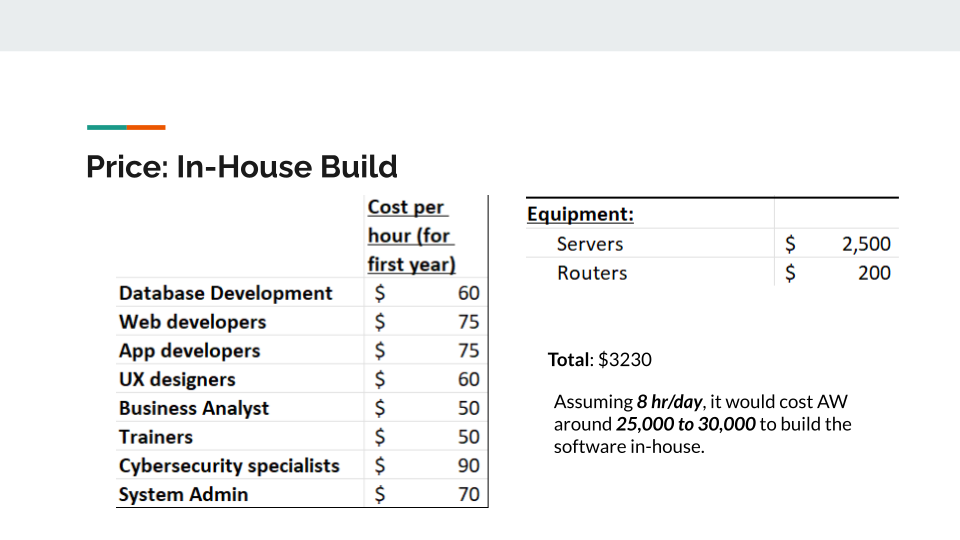 Price: In-House Build
Cost per
hour (for
first year)
Database Development $ 60
Web developers $ 75
App developers $ 75
UX designers $ 60
Business Analyst $ 50
Trainers $ 50
Cybersecurity specialists $ 90
System Admin $ 70
Equipment:
Servers $ 2,500
Routers $ 200
Total: $3230
Assuming 8 hr/day, it would cost AW
around 25,000 to 30,000 to build the
software in-house.